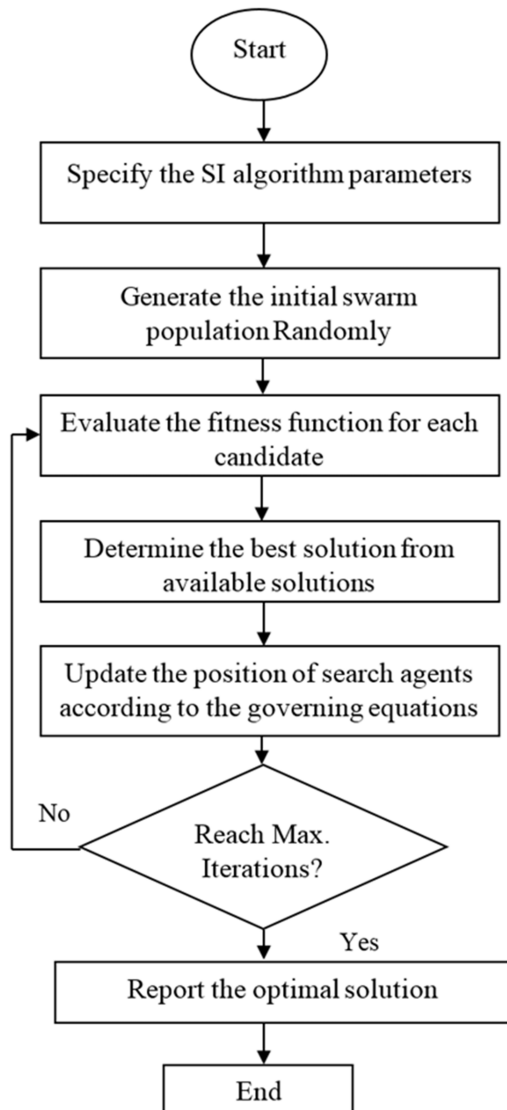 Start
Specify the SI algorithm parameters
Generate the initial swarm
population Randomly
Evaluate the fitness function for each
candidate
Determine the best solution from
available solutions
Update the position of search agents
according to the governing equations
No
Reach Max.
Iterations?
Yes
Report the optimal solution
End